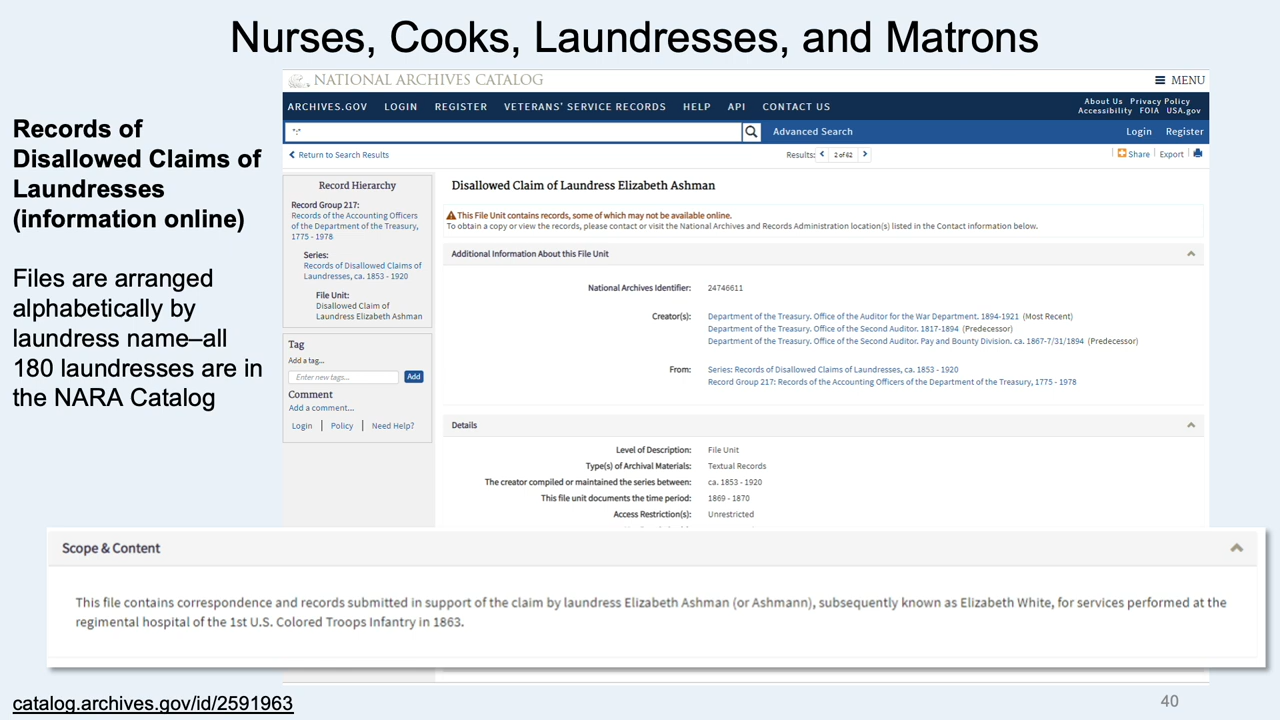 Nurses, Cooks, Laundresses, and Matrons
Records of
Disallowed Claims of
Laundresses
(information online)
Files are arranged
alphabetically by
laundress name–all
180 laundresses are in
the NARA Catalog
NATIONAL ARCHIVES CATALOG
MENU
ARCHIVES.GOV LOGIN REGISTER VETERANS' SERVICE RECORDS HELP API CONTACT US
About Us Privacy Policy
Accessibility FOIA USA.gov
*:*
Advanced Search
Login Register
Return to Search Results
Results: 2 of 62
Share Export
Record Hierarchy
Record Group 217:
Records of the Accounting Officers
of the Department of the Treasury,
1775 - 1978
Series:
Records of Disallowed Claims of
Laundresses, ca. 1853 - 1920
File Unit:
Disallowed Claim of
Laundress Elizabeth Ashman
Tag
Add a tag...
Enter new tags...
Add
Comment
Add a comment...
Login | Policy | Need Help?
Disallowed Claim of Laundress Elizabeth Ashman
This File Unit contains records, some of which may not be available online.
To obtain a copy or view the records, please contact or visit the National Archives and Records Administration location(s) listed in the Contact information below.
Additional Information About this File Unit
National Archives Identifier: 24746611
Creator(s): Department of the Treasury. Office of the Auditor for the War Department. 1894-1921 (Most Recent)
Department of the Treasury. Office of the Second Auditor. 1817-1894 (Predecessor)
Department of the Treasury. Office of the Second Auditor. Pay and Bounty Division. ca. 1867-7/31/1894 (Predecessor)
From: Series: Records of Disallowed Claims of Laundresses, ca. 1853 - 1920
Record Group 217: Records of the Accounting Officers of the Department of the Treasury, 1775 - 1978
Details
Level of Description: File Unit
Type(s) of Archival Materials: Textual Records
The creator compiled or maintained the series between: ca. 1853 - 1920
This file unit documents the time period: 1869 - 1870
Access Restriction(s): Unrestricted
Scope & Content
This file contains correspondence and records submitted in support of the claim by laundress Elizabeth Ashman (or Ashmann), subsequently known as Elizabeth White, for services performed at the
regimental hospital of the 1st U.S. Colored Troops Infantry in 1863.
catalog.archives.gov/id/2591963
40